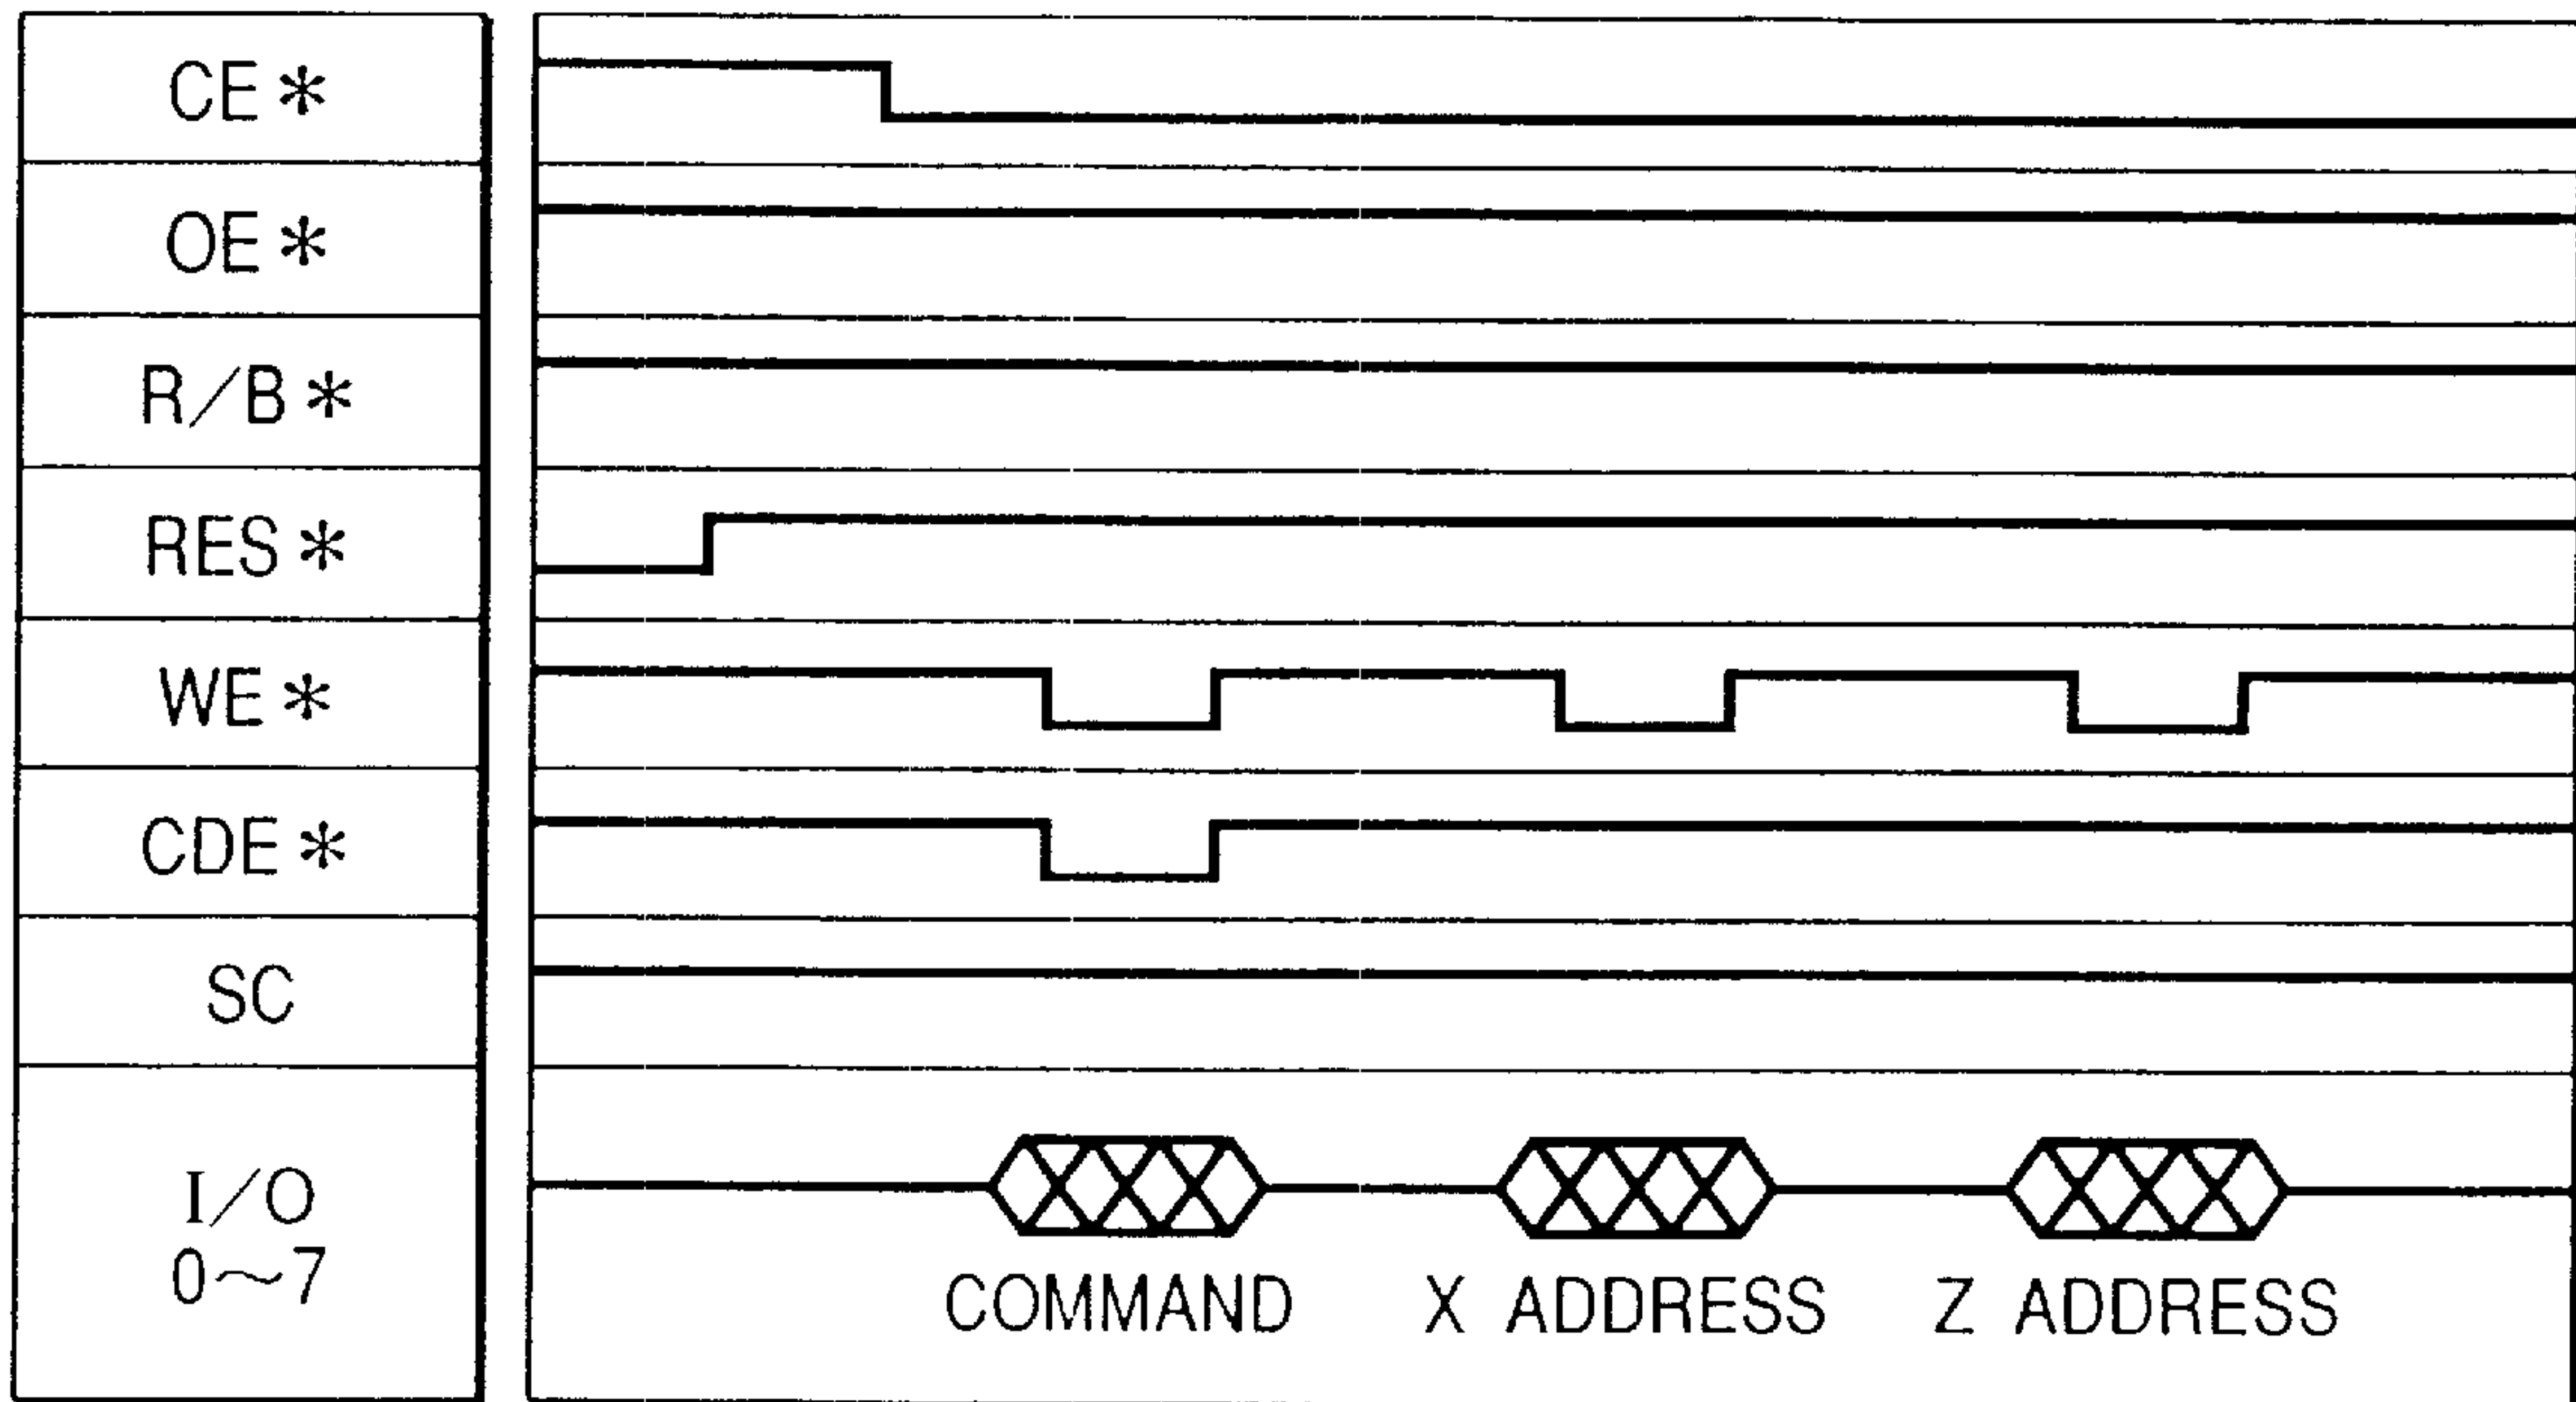 CE*
OE*
R/B*
RES*
WE*
CDE*
SC
I/O
0~7
COMMAND X ADDRESS Z ADDRESS